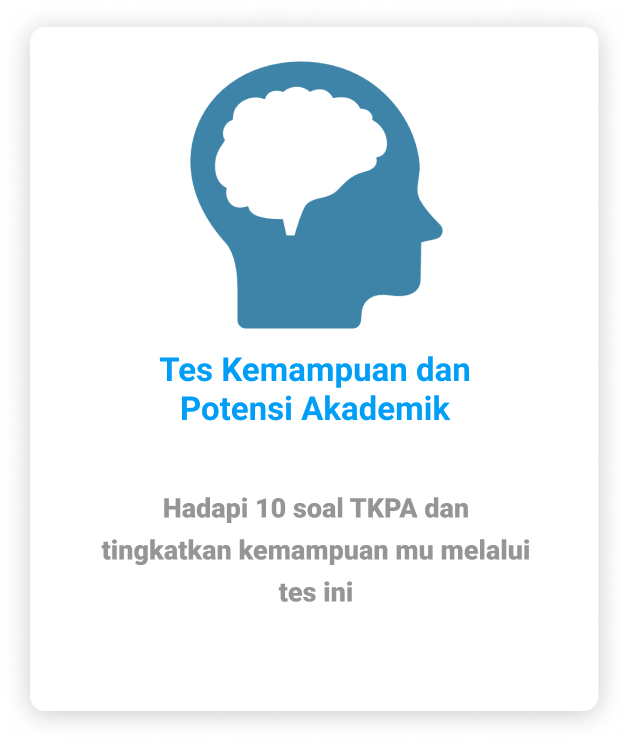 Tes Kemampuan dan
Potensi Akademik
Hadapi 10 soal TKPA dan
tingkatkan kemampuan mu melalui
tes ini